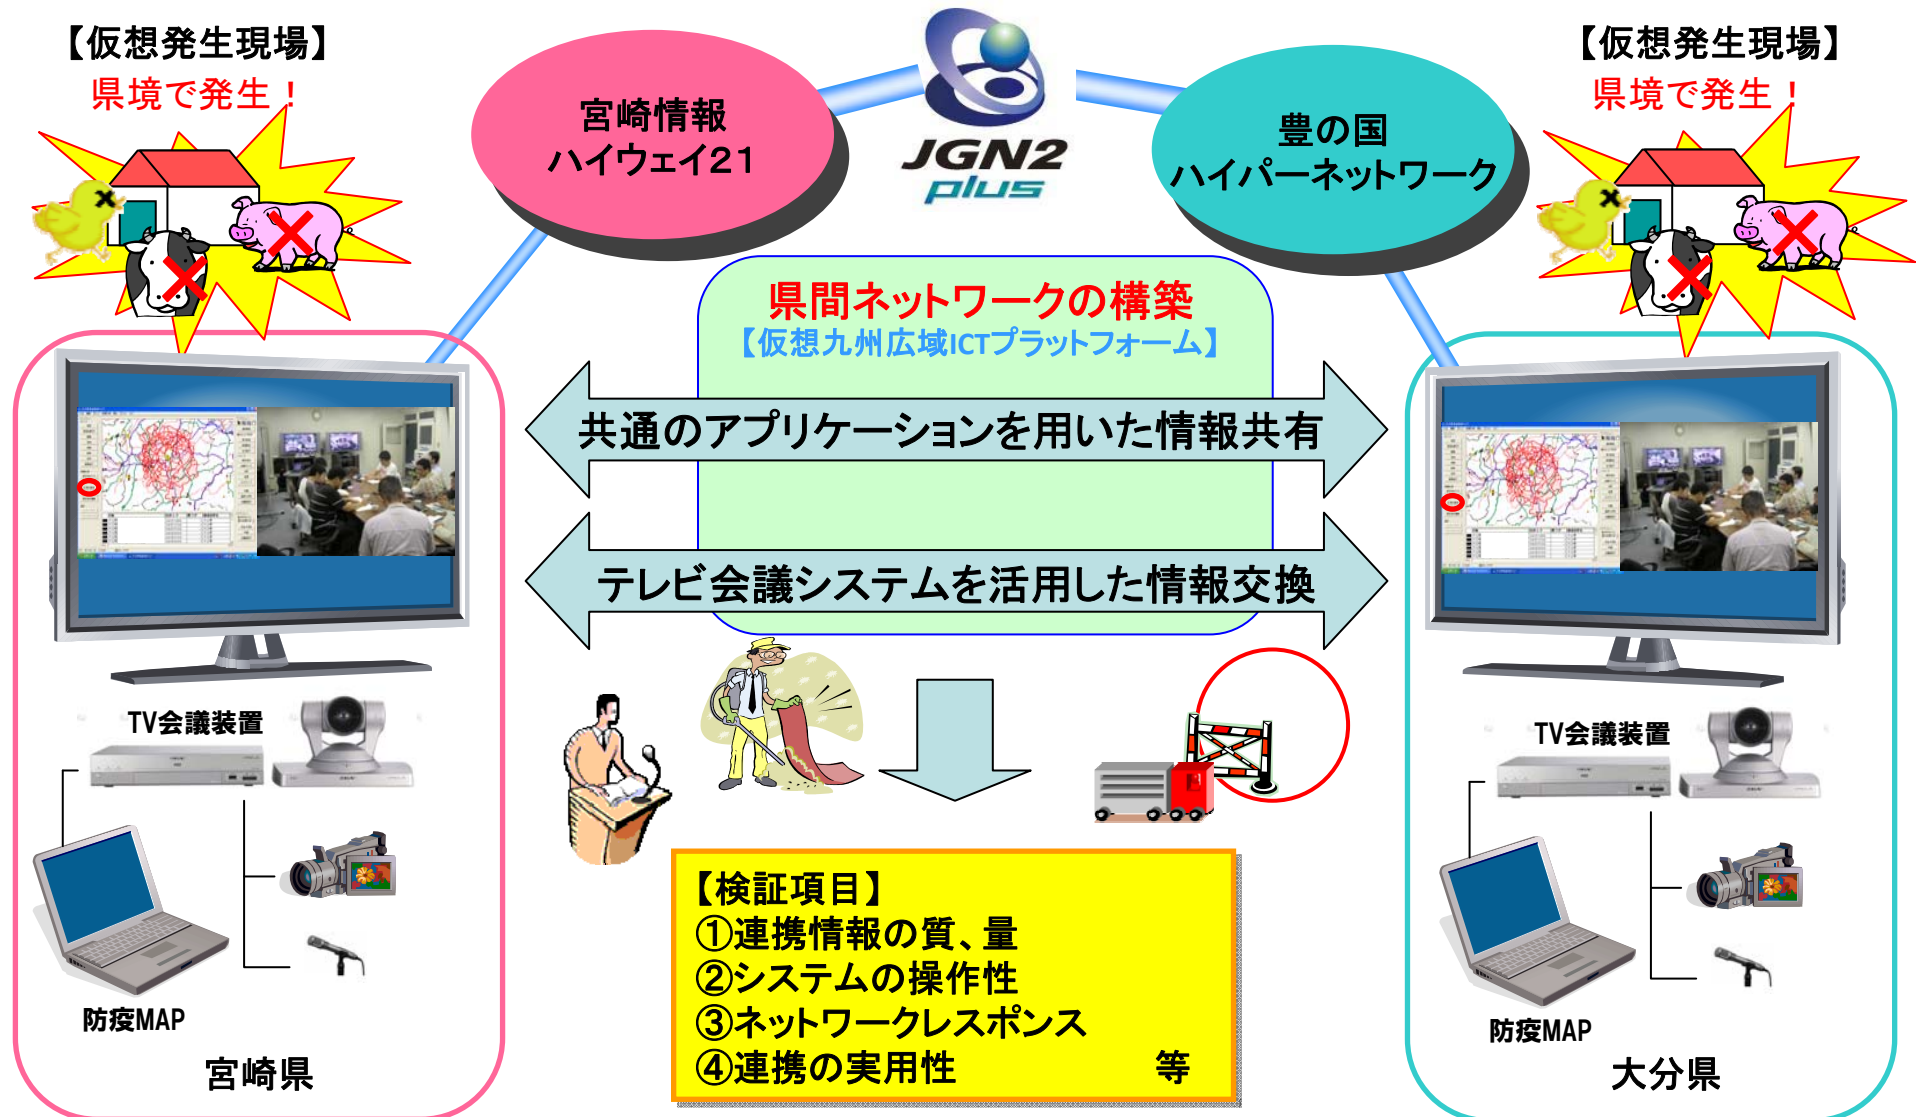 【仮想発生現場】
県境で発生！
宮崎情報
ハイウェイ21
JGN2
plus
豊の国
ハイパーネットワーク
【仮想発生現場】
県境で発生！
県間ネットワークの構築
【仮想九州広域ICTプラットフォーム】
共通のアプリケーションを用いた情報共有
テレビ会議システムを活用した情報交換
TV会議装置
防疫MAP
宮崎県
TV会議装置
防疫MAP
大分県
【検証項目】
①連携情報の質、量
②システムの操作性
③ネットワークレスポンス
④連携の実用性　　　　　等